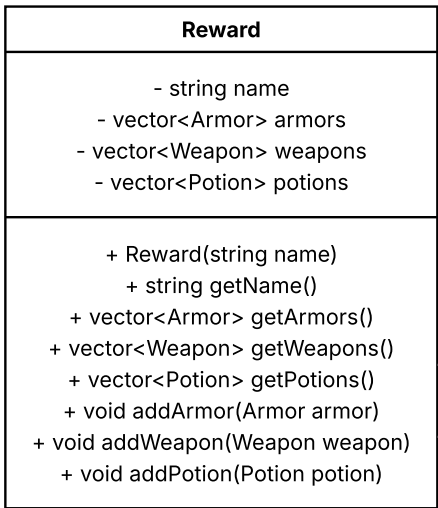 Reward
- string name
- vector<Armor> armors
- vector<Weapon> weapons
- vector<Potion> potions
+ Reward(string name)
+ string getName()
+ vector<Armor> getArmors()
+ vector<Weapon> getWeapons()
+ vector<Potion> getPotions()
+ void addArmor(Armor armor)
+ void addWeapon(Weapon weapon)
+ void addPotion(Potion potion)